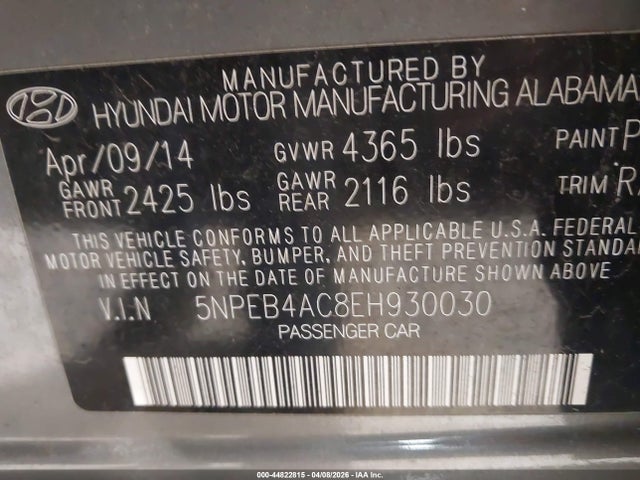 MANUFACTURED BY
HYUNDAI MOTOR MANUFACTURING ALABAMA
Apr/09/14 GVWR 4365 lbs PAINT P
GAWR FRONT 2425 lbs GAWR REAR 2116 lbs TRIM R
THIS VEHICLE CONFORMS TO ALL APPLICABLE U.S.A. FEDERAL
MOTOR VEHICLE SAFETY, BUMPER, AND THEFT PREVENTION STANDA
IN EFFECT ON THE DATE OF MANUFACTURE SHOWN ABOVE
V.I.N 5NPEB4AC8EH930030
PASSENGER CAR
000-44822815 - 04/08/2026 - IAA Inc.